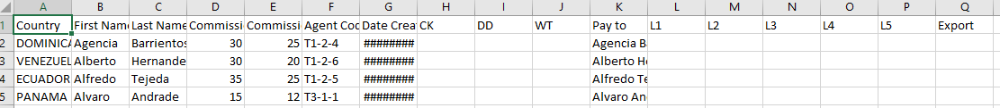 A B C D E F G H I J K L M N O P Q
1 Country First Nam Last Name Commissi Commissi Agent Cod Date Creat CK DD WT Pay to L1 L2 L3 L4 L5 Export
2 DOMINICA Agencia Barrientos 30 25 T1-2-4 ######## Agencia B
3 VENEZUEL Alberto Hernande 30 20 T1-2-6 ######## Alberto He
4 ECUADOR Alfredo Tejeda 35 25 T1-2-5 ######## Alfredo Te
5 PANAMA Alvaro Andrade 15 12 T3-1-1 ######## Alvaro An